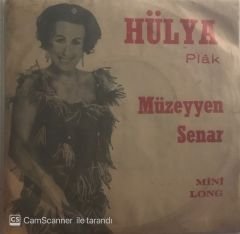 HÜLYA
Plâk
Müzeyyen
Senar
MİNİ
LONG
CS CamScanner ile tarandı